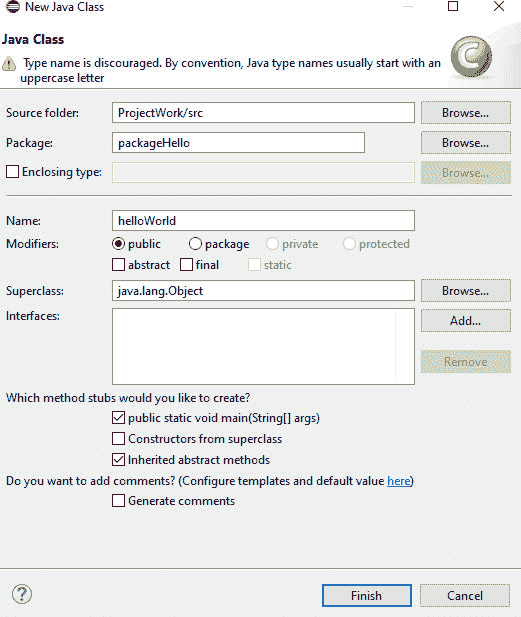 New Java Class
Java Class
Type name is discouraged. By convention, Java type names usually start with an
uppercase letter
Source folder: ProjectWork/src Browse...
Package: packageHello Browse...
Enclosing type: Browse...
Name: helloWorld
Modifiers: public package private protected
abstract final static
Superclass: java.lang.Object Browse...
Interfaces: Add...
Remove
Which method stubs would you like to create?
public static void main(String[] args)
Constructors from superclass
Inherited abstract methods
Do you want to add comments? (Configure templates and default value here)
Generate comments
? Finish Cancel